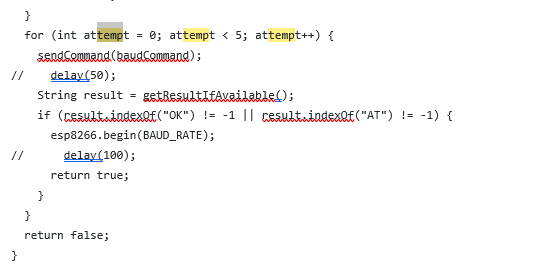 }
for (int attempt = 0; attempt < 5; attempt++) {
sendCommand(baudCommand);
// delay(50);
String result = getResultIfAvailable();
if (result.indexOf("OK") != -1 || result.indexOf("AT") != -1) {
esp8266.begin(BAUD_RATE);
// delay(100);
return true;
}
}
return false;
}